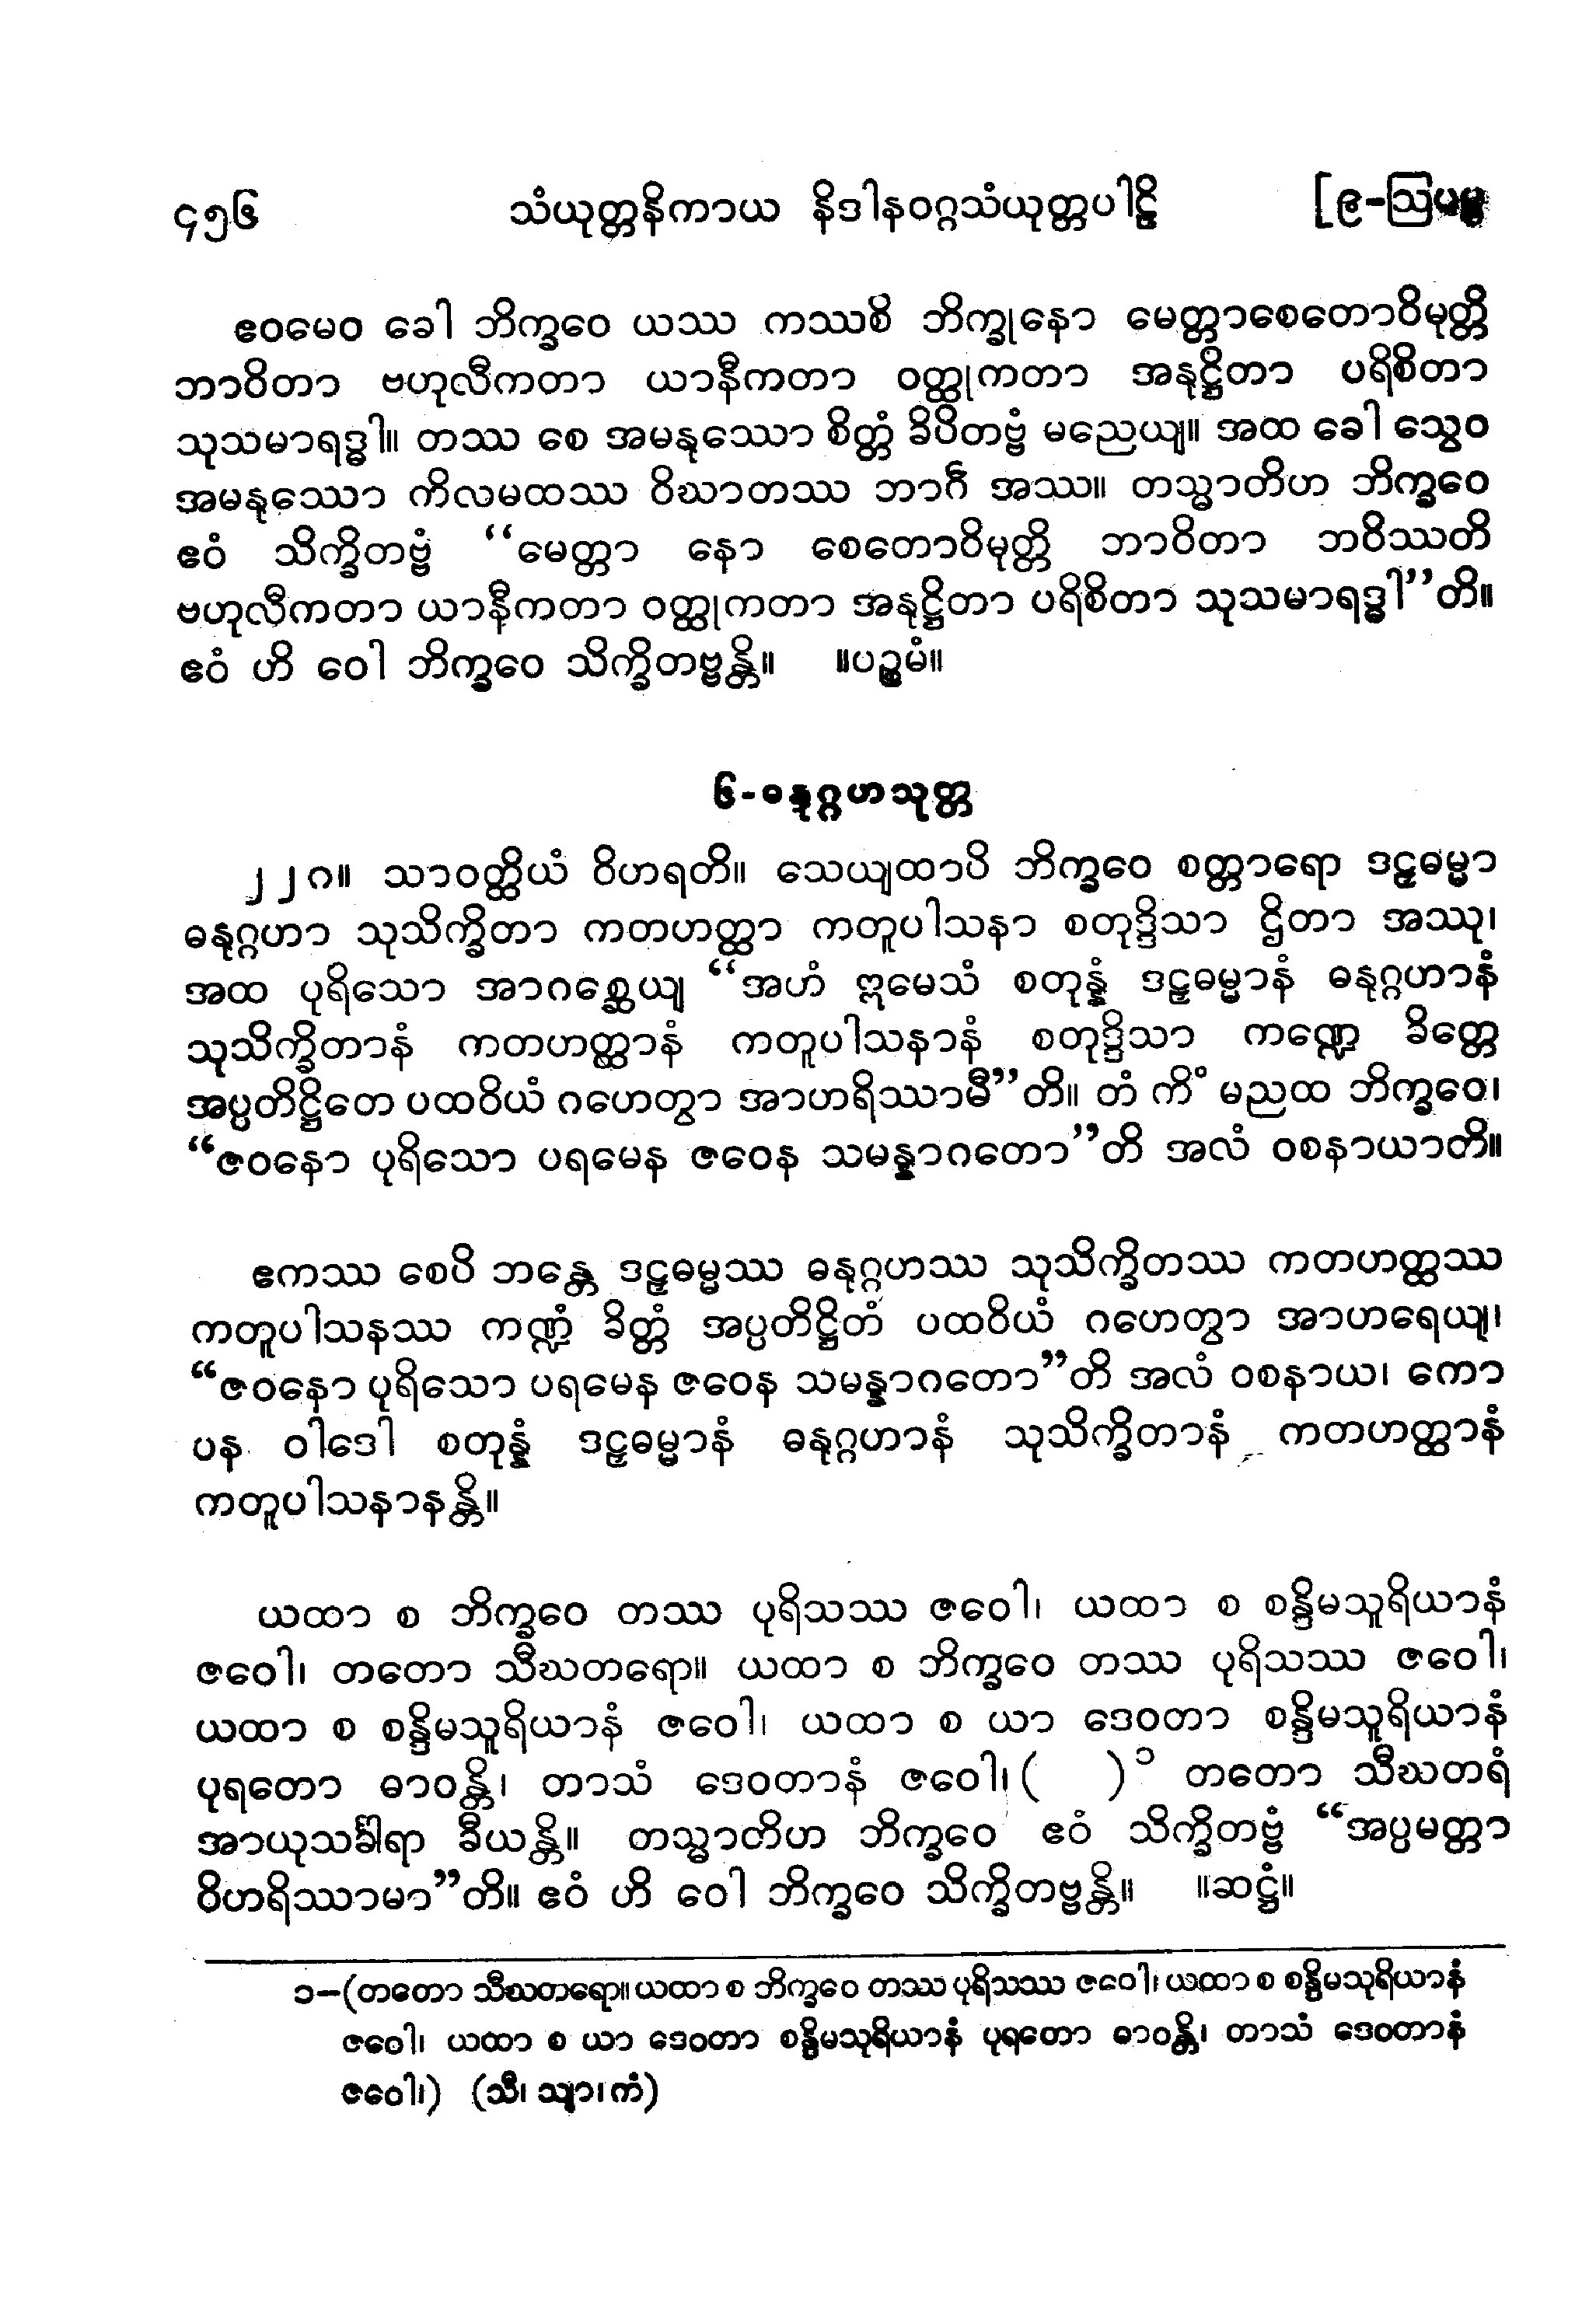 ၄၅၆ သံယုတ္တနိကာယ နိဒါနဝဂ္ဂသံယုတ္တပါဠိ [၉-ဩပမ္မ
ဧဝမေဝ ခေါ ဘိက္ခဝေ ယဿ ကဿစိ ဘိက္ခုနော မေတ္တာစေတောဝိမုတ္တိ
ဘာဝိတာ ဗဟုလီကတာ ယာနီကတာ ဝတ္ထုကတာ အနုဋ္ဌိတာ ပရိစိတာ
သုသမာရဒ္ဓါ။ တဿ စေ အမနုဿော စိတ္တံ ခိပိတဗ္ဗံ မညေယျ။ အထ ခေါ သွေဝ
အမနုဿော ကိလမထဿ ဝိဃာတဿ ဘာဂီ အဿ။ တသ္မာတိဟ ဘိက္ခဝေ
ဧဝံ သိက္ခိတဗ္ဗံ “မေတ္တာ နော စေတောဝိမုတ္တိ ဘာဝိတာ ဘဝိဿတိ
ဗဟုလီကတာ ယာနီကတာ ဝတ္ထုကတာ အနုဋ္ဌိတာ ပရိစိတာ သုသမာရဒ္ဓါ”တိ။
ဧဝံ ဟိ ဝေါ ဘိက္ခဝေ သိက္ခိတဗ္ဗန္တိ။ ။ပဉ္စမံ။
၆-ဓနုဂ္ဂဟသုတ္တ
၂၂၈။ သာဝတ္ထိယံ ဝိဟရတိ။ သေယျထာပိ ဘိက္ခဝေ စတ္တာရော ဒဠှဓမ္မာ
ဓနုဂ္ဂဟာ သုသိက္ခိတာ ကတဟတ္ထာ ကတူပါသနာ စတုဒ္ဒိသာ ဌိတာ အဿု၊
အထ ပုရိသော အာဂစ္ဆေယျ “အဟံ ဣမေသံ စတုန္နံ ဒဠှဓမ္မာနံ ဓနုဂ္ဂဟာနံ
သုသိက္ခိတာနံ ကတဟတ္ထာနံ ကတူပါသနာနံ စတုဒ္ဒိသာ ကဏ္ဍေ ခိတ္တေ
အပ္ပတိဋ္ဌိတေ ပထဝိယံ ဂဟေတွာ အာဟရိဿာမီ”တိ။ တံ ကိံ မညထ ဘိက္ခဝေ၊
“ဇဝနော ပုရိသော ပရမေန ဇဝေန သမန္နာဂတော”တိ အလံ ဝစနာယာတိ။
ဧကဿ စေပိ ဘန္တေ ဒဠှဓမ္မဿ ဓနုဂ္ဂဟဿ သုသိက္ခိတဿ ကတဟတ္ထဿ
ကတူပါသနဿ ကဏ္ဍံ ခိတ္တံ အပ္ပတိဋ္ဌိတံ ပထဝိယံ ဂဟေတွာ အာဟရေယျ၊
“ဇဝနော ပုရိသော ပရမေန ဇဝေန သမန္နာဂတော”တိ အလံ ဝစနာယ၊ ကော
ပန ဝါဒေါ စတုန္နံ ဒဠှဓမ္မာနံ ဓနုဂ္ဂဟာနံ သုသိက္ခိတာနံ ကတဟတ္ထာနံ
ကတူပါသနာနန္တိ။
ယထာ စ ဘိက္ခဝေ တဿ ပုရိသဿ ဇဝေါ၊ ယထာ စ စန္ဒိမသူရိယာနံ
ဇဝေါ၊ တတော သီဃတရော။ ယထာ စ ဘိက္ခဝေ တဿ ပုရိသဿ ဇဝေါ၊
ယထာ စ စန္ဒိမသူရိယာနံ ဇဝေါ၊ ယထာ စ ယာ ဒေဝတာ စန္ဒိမသူရိယာနံ
ပုရတော ဓာဝန္တိ၊ တာသံ ဒေဝတာနံ ဇဝေါ၊ ( )၁ တတော သီဃတရံ
အာယုသင်္ခါရာ ခီယန္တိ။ တသ္မာတိဟ ဘိက္ခဝေ ဧဝံ သိက္ခိတဗ္ဗံ “အပ္ပမတ္တာ
ဝိဟရိဿာမာ”တိ။ ဧဝံ ဟိ ဝေါ ဘိက္ခဝေ သိက္ခိတဗ္ဗန္တိ။ ။ဆဋ္ဌံ။
၁-(တတော သီဃတရော။ ယထာ စ ဘိက္ခဝေ တဿ ပုရိသဿ ဇဝေါ၊ ယထာ စ စန္ဒိမသုရိယာနံ
ဇဝေါ၊ ယထာ စ ယာ ဒေဝတာ စန္ဒိမသုရိယာနံ ပုရတော ဓာဝန္တိ၊ တာသံ ဒေဝတာနံ
ဇဝေါ၊) (သီ၊ သျာ၊ ကံ)